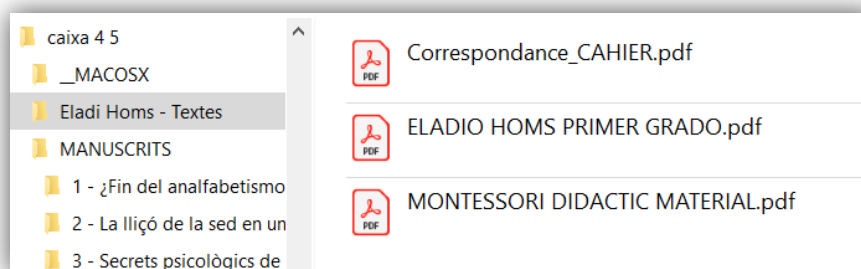 caixa 4 5
__MACOSX
Eladi Homs - Textes
MANUSCRITS
1 - ¿Fin del analfabetismo
2 - La lliçó de la sed en un
3 - Secrets psicològics de
PDF Correspondance_CAHIER.pdf
PDF ELADIO HOMS PRIMER GRADO.pdf
PDF MONTESSORI DIDACTIC MATERIAL.pdf